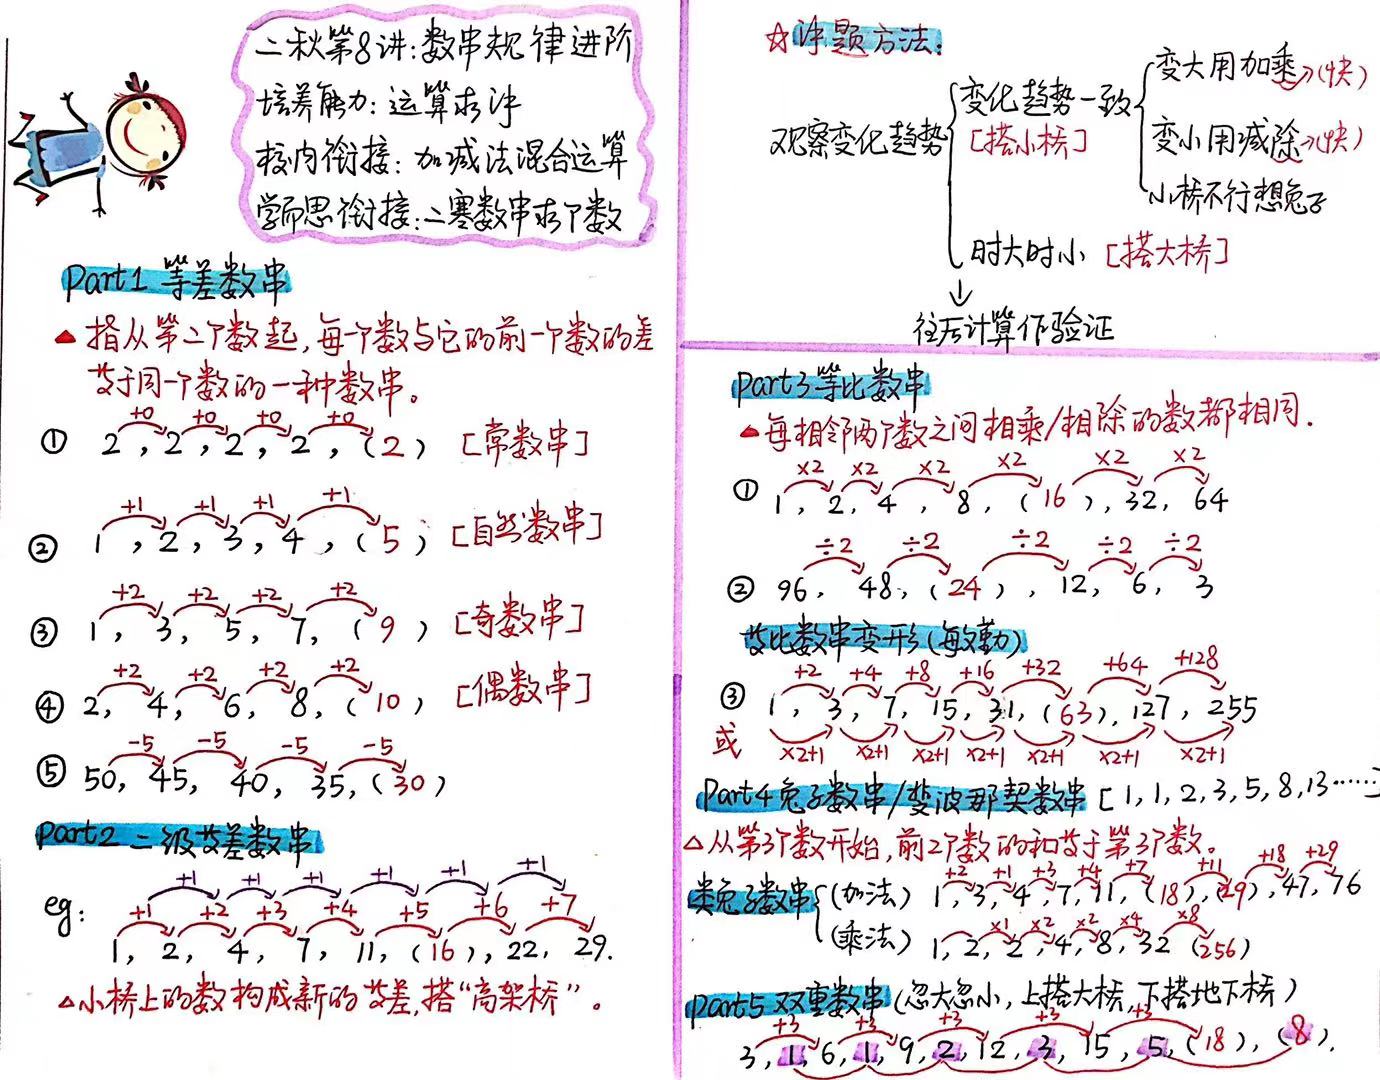 二秋第8讲:数串规律进阶
培养能力:运算求解
校内衔接:加减法混合运算
学而思衔接:二寒数串求个数
Part1 等差数串
▲ 指从第二个数起,每一个数与它的前一个数的差
等于同一个数的一种数串。
+0 +0 +0 +0
① 2, 2, 2, 2, (2) [常数串]
+1 +1 +1 +1
② 1, 2, 3, 4, (5) [自然数串]
+2 +2 +2 +2
③ 1, 3, 5, 7, (9) [奇数串]
+2 +2 +2 +2
④ 2, 4, 6, 8, (10) [偶数串]
-5 -5 -5 -5
⑤ 50, 45, 40, 35, (30)
Part2 二级等差数串
+1 +1 +1 +1 +1 +1
+1 +2 +3 +4 +5 +6 +7
eg: 1, 2, 4, 7, 11, (16), 22, 29.
△小桥上的数构成新的等差,搭“高架桥”。
☆解题方法:
观察变化趋势
变化趋势一致
[搭小桥]
变大用加乘→(快)
变小用减除→(快)
小桥不行想兔子
时大时小 [搭大桥]
↓
往后计算作验证
Part3 等比数串
▲每相邻两个数之间相乘/相除的数都相同.
×2 ×2 ×2 ×2 ×2 ×2
① 1, 2, 4, 8, (16), 32, 64
÷2 ÷2 ÷2 ÷2 ÷2
② 96, 48, (24), 12, 6, 3
等比数串变形(敏勤)
+2 +4 +8 +16 +32 +64 +128
③ 1, 3, 7, 15, 31, (63), 127, 255
或 ×2+1 ×2+1 ×2+1 ×2+1 ×2+1 ×2+1 ×2+1
Part4 兔子数串/斐波那契数串 [1,1,2,3,5,8,13……]
△从第3个数开始,前2个数的和等于第3个数。
类兔子数串
+2 +1 +3 +4 +7 +11 +18 +29
(加法) 1, 3, 4, 7, 11, (18), (29), 47, 76
×1 ×2 ×2 ×4 ×8
(乘法) 1, 2, 2, 4, 8, 32 (256)
Part5 双重数串(忽大忽小,上搭大桥,下搭地下桥)
+3 +3 +3 +3 +3
3, 1, 6, 1, 9, 2, 12, 3, 15, 5, (18), (8).